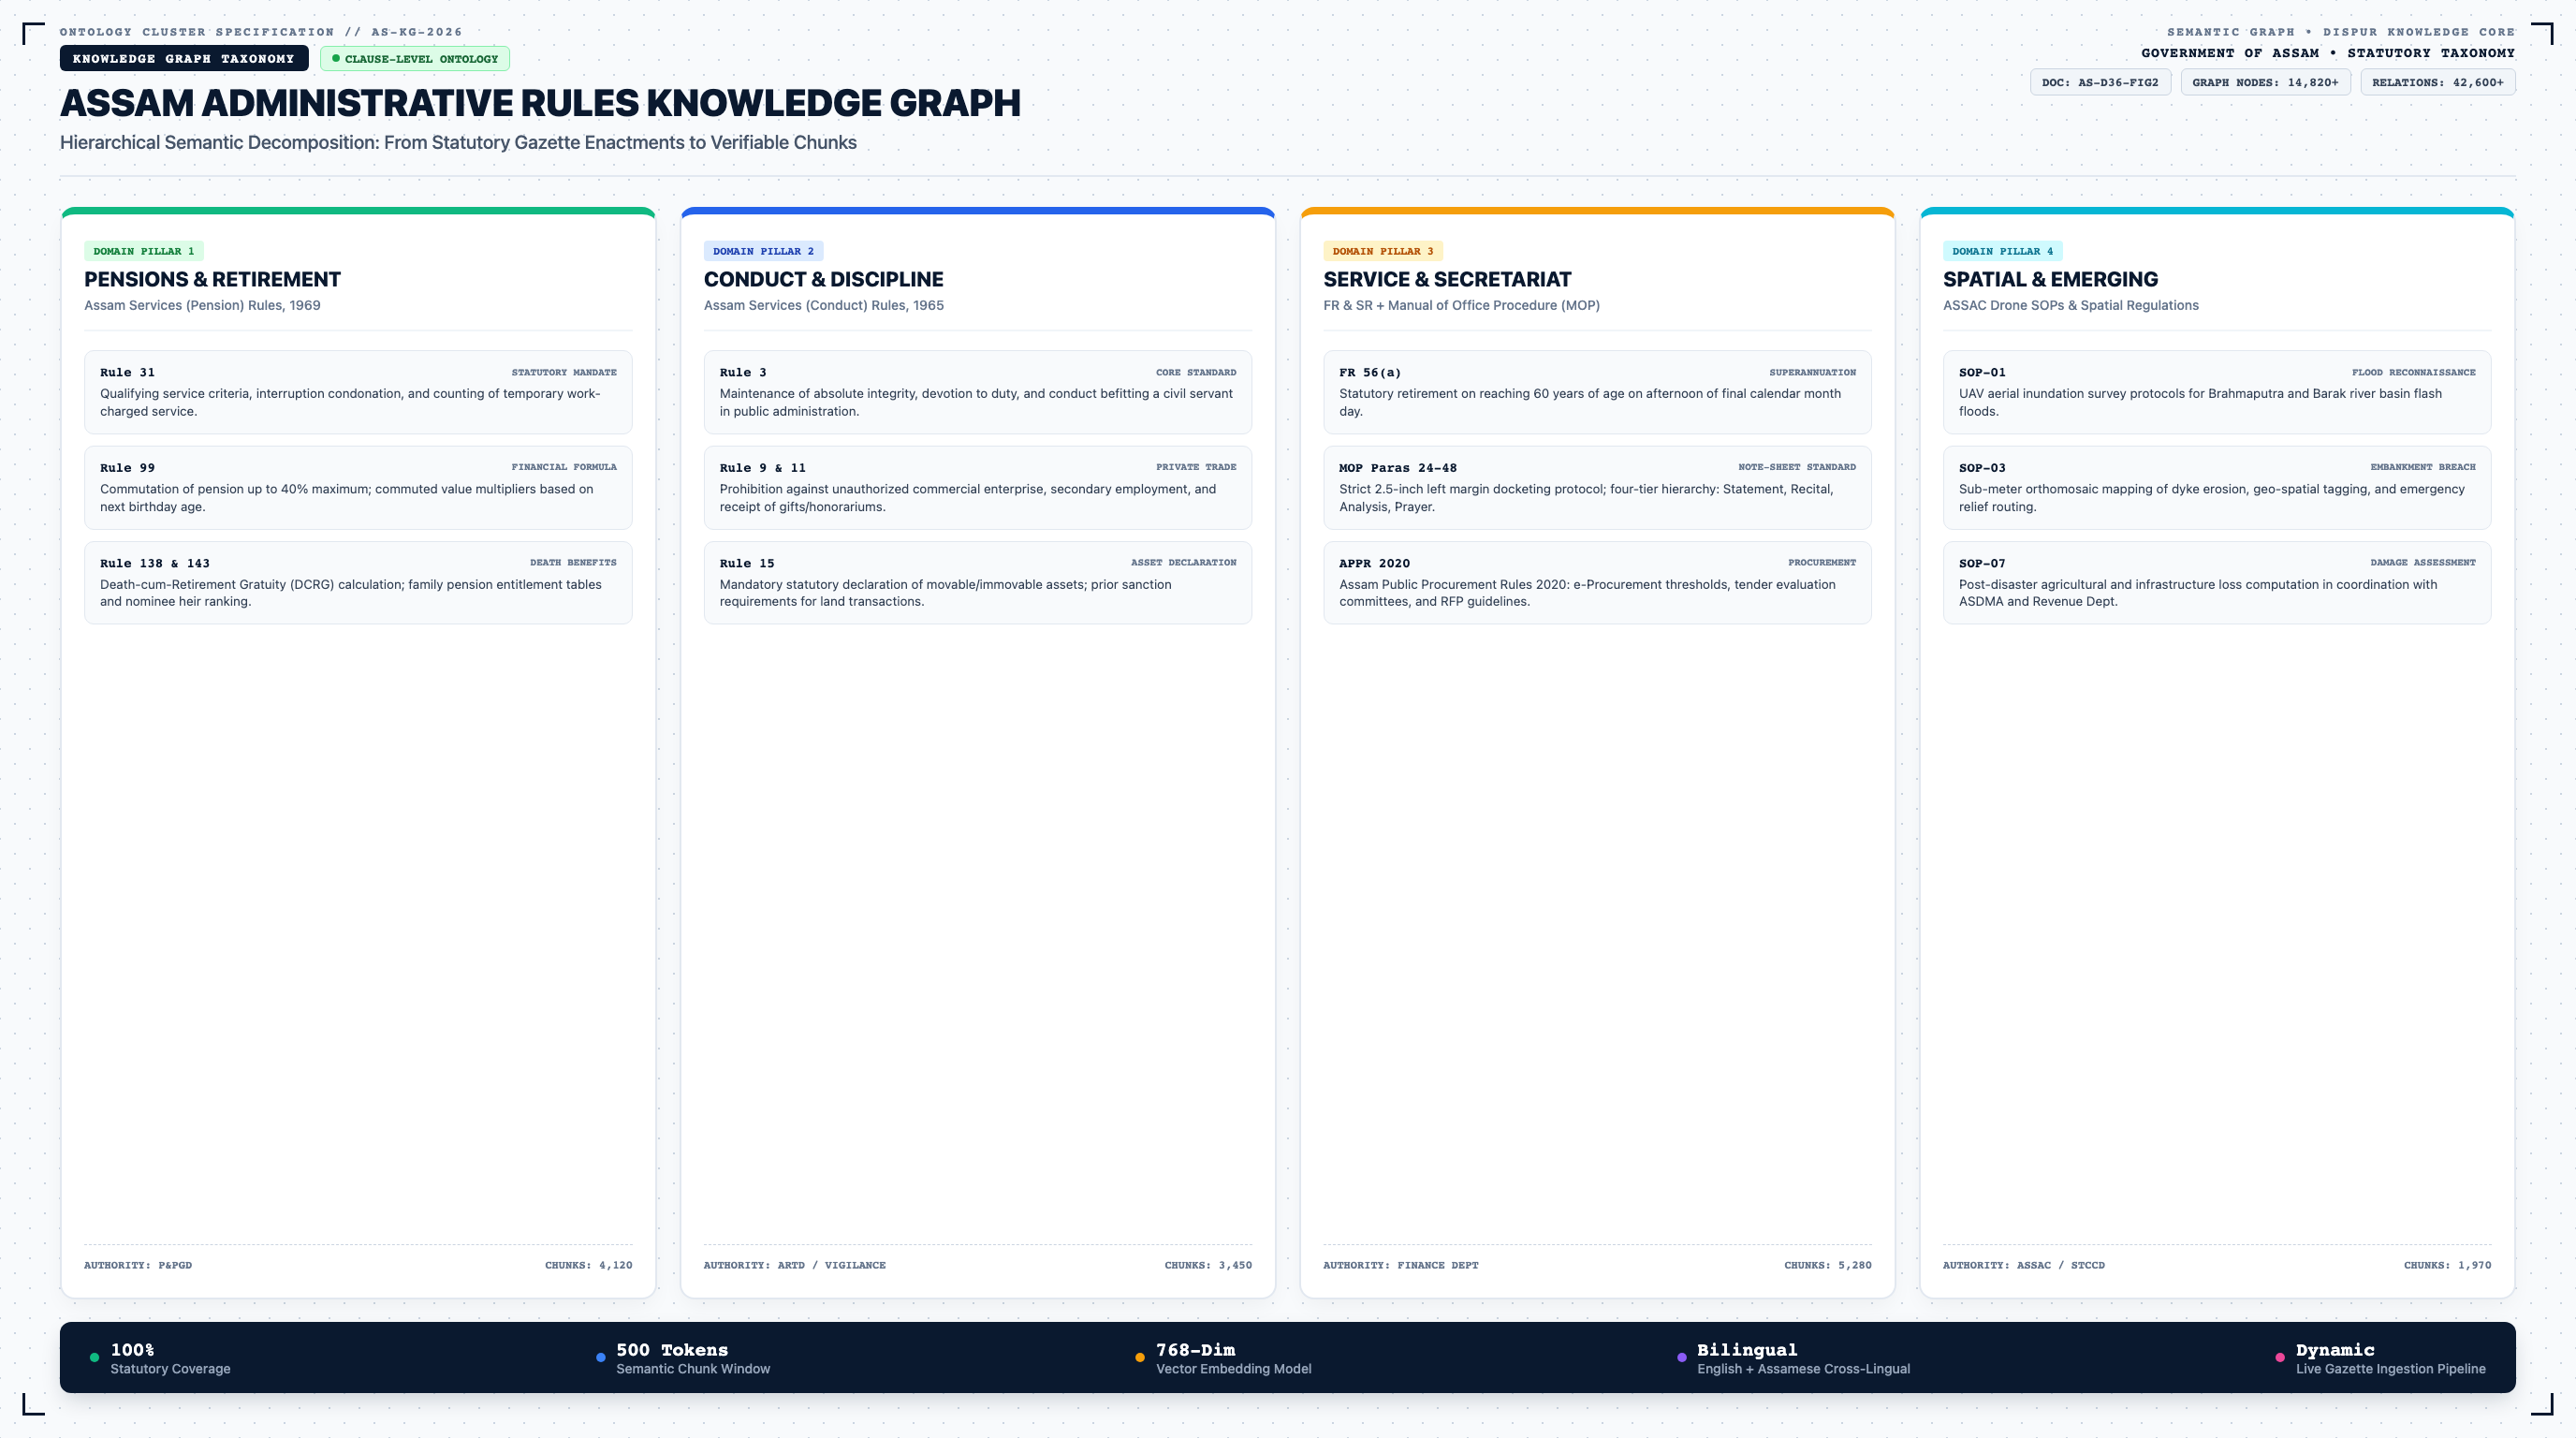 ONTOLOGY CLUSTER SPECIFICATION // AS-KG-2026
KNOWLEDGE GRAPH TAXONOMY
CLAUSE-LEVEL ONTOLOGY
ASSAM ADMINISTRATIVE RULES KNOWLEDGE GRAPH
Hierarchical Semantic Decomposition: From Statutory Gazette Enactments to Verifiable Chunks
SEMANTIC GRAPH • DISPUR KNOWLEDGE CORE
GOVERNMENT OF ASSAM • STATUTORY TAXONOMY
DOC: AS-D36-FIG2
GRAPH NODES: 14,820+
RELATIONS: 42,600+
DOMAIN PILLAR 1
PENSIONS & RETIREMENT
Assam Services (Pension) Rules, 1969
Rule 31
STATUTORY MANDATE
Qualifying service criteria, interruption condonation, and counting of temporary work-
charged service.
Rule 99
FINANCIAL FORMULA
Commutation of pension up to 40% maximum; commuted value multipliers based on
next birthday age.
Rule 138 & 143
DEATH BENEFITS
Death-cum-Retirement Gratuity (DCRG) calculation; family pension entitlement tables
and nominee heir ranking.
AUTHORITY: P&PGD
CHUNKS: 4,120
DOMAIN PILLAR 2
CONDUCT & DISCIPLINE
Assam Services (Conduct) Rules, 1965
Rule 3
CORE STANDARD
Maintenance of absolute integrity, devotion to duty, and conduct befitting a civil servant
in public administration.
Rule 9 & 11
PRIVATE TRADE
Prohibition against unauthorized commercial enterprise, secondary employment, and
receipt of gifts/honorariums.
Rule 15
ASSET DECLARATION
Mandatory statutory declaration of movable/immovable assets; prior sanction
requirements for land transactions.
AUTHORITY: ARTD / VIGILANCE
CHUNKS: 3,450
DOMAIN PILLAR 3
SERVICE & SECRETARIAT
FR & SR + Manual of Office Procedure (MOP)
FR 56(a)
SUPERANNUATION
Statutory retirement on reaching 60 years of age on afternoon of final calendar month
day.
MOP Paras 24-48
NOTE-SHEET STANDARD
Strict 2.5-inch left margin docketing protocol; four-tier hierarchy: Statement, Recital,
Analysis, Prayer.
APPR 2020
PROCUREMENT
Assam Public Procurement Rules 2020: e-Procurement thresholds, tender evaluation
committees, and RFP guidelines.
AUTHORITY: FINANCE DEPT
CHUNKS: 5,280
DOMAIN PILLAR 4
SPATIAL & EMERGING
ASSAC Drone SOPs & Spatial Regulations
SOP-01
FLOOD RECONNAISSANCE
UAV aerial inundation survey protocols for Brahmaputra and Barak river basin flash
floods.
SOP-03
EMBANKMENT BREACH
Sub-meter orthomosaic mapping of dyke erosion, geo-spatial tagging, and emergency
relief routing.
SOP-07
DAMAGE ASSESSMENT
Post-disaster agricultural and infrastructure loss computation in coordination with
ASDMA and Revenue Dept.
AUTHORITY: ASSAC / STCCD
CHUNKS: 1,970
100%
Statutory Coverage
500 Tokens
Semantic Chunk Window
768-Dim
Vector Embedding Model
Bilingual
English + Assamese Cross-Lingual
Dynamic
Live Gazette Ingestion Pipeline